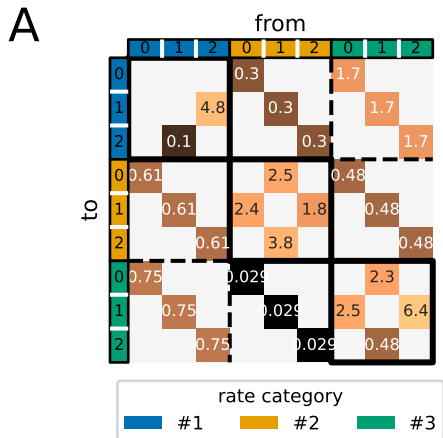 A
from
0 1 2 0 1 2 0 1 2
0 0.3 1.7
1 4.8 0.3 1.7
2 0.1 0.3 1.7
to
0 0.61 2.5 0.48
1 0.61 2.4 1.8 0.48
2 0.61 3.8 0.48
0 0.75 0.029 2.3
1 0.75 0.029 2.5 6.4
2 0.75 0.029 0.48
rate category
#1 #2 #3